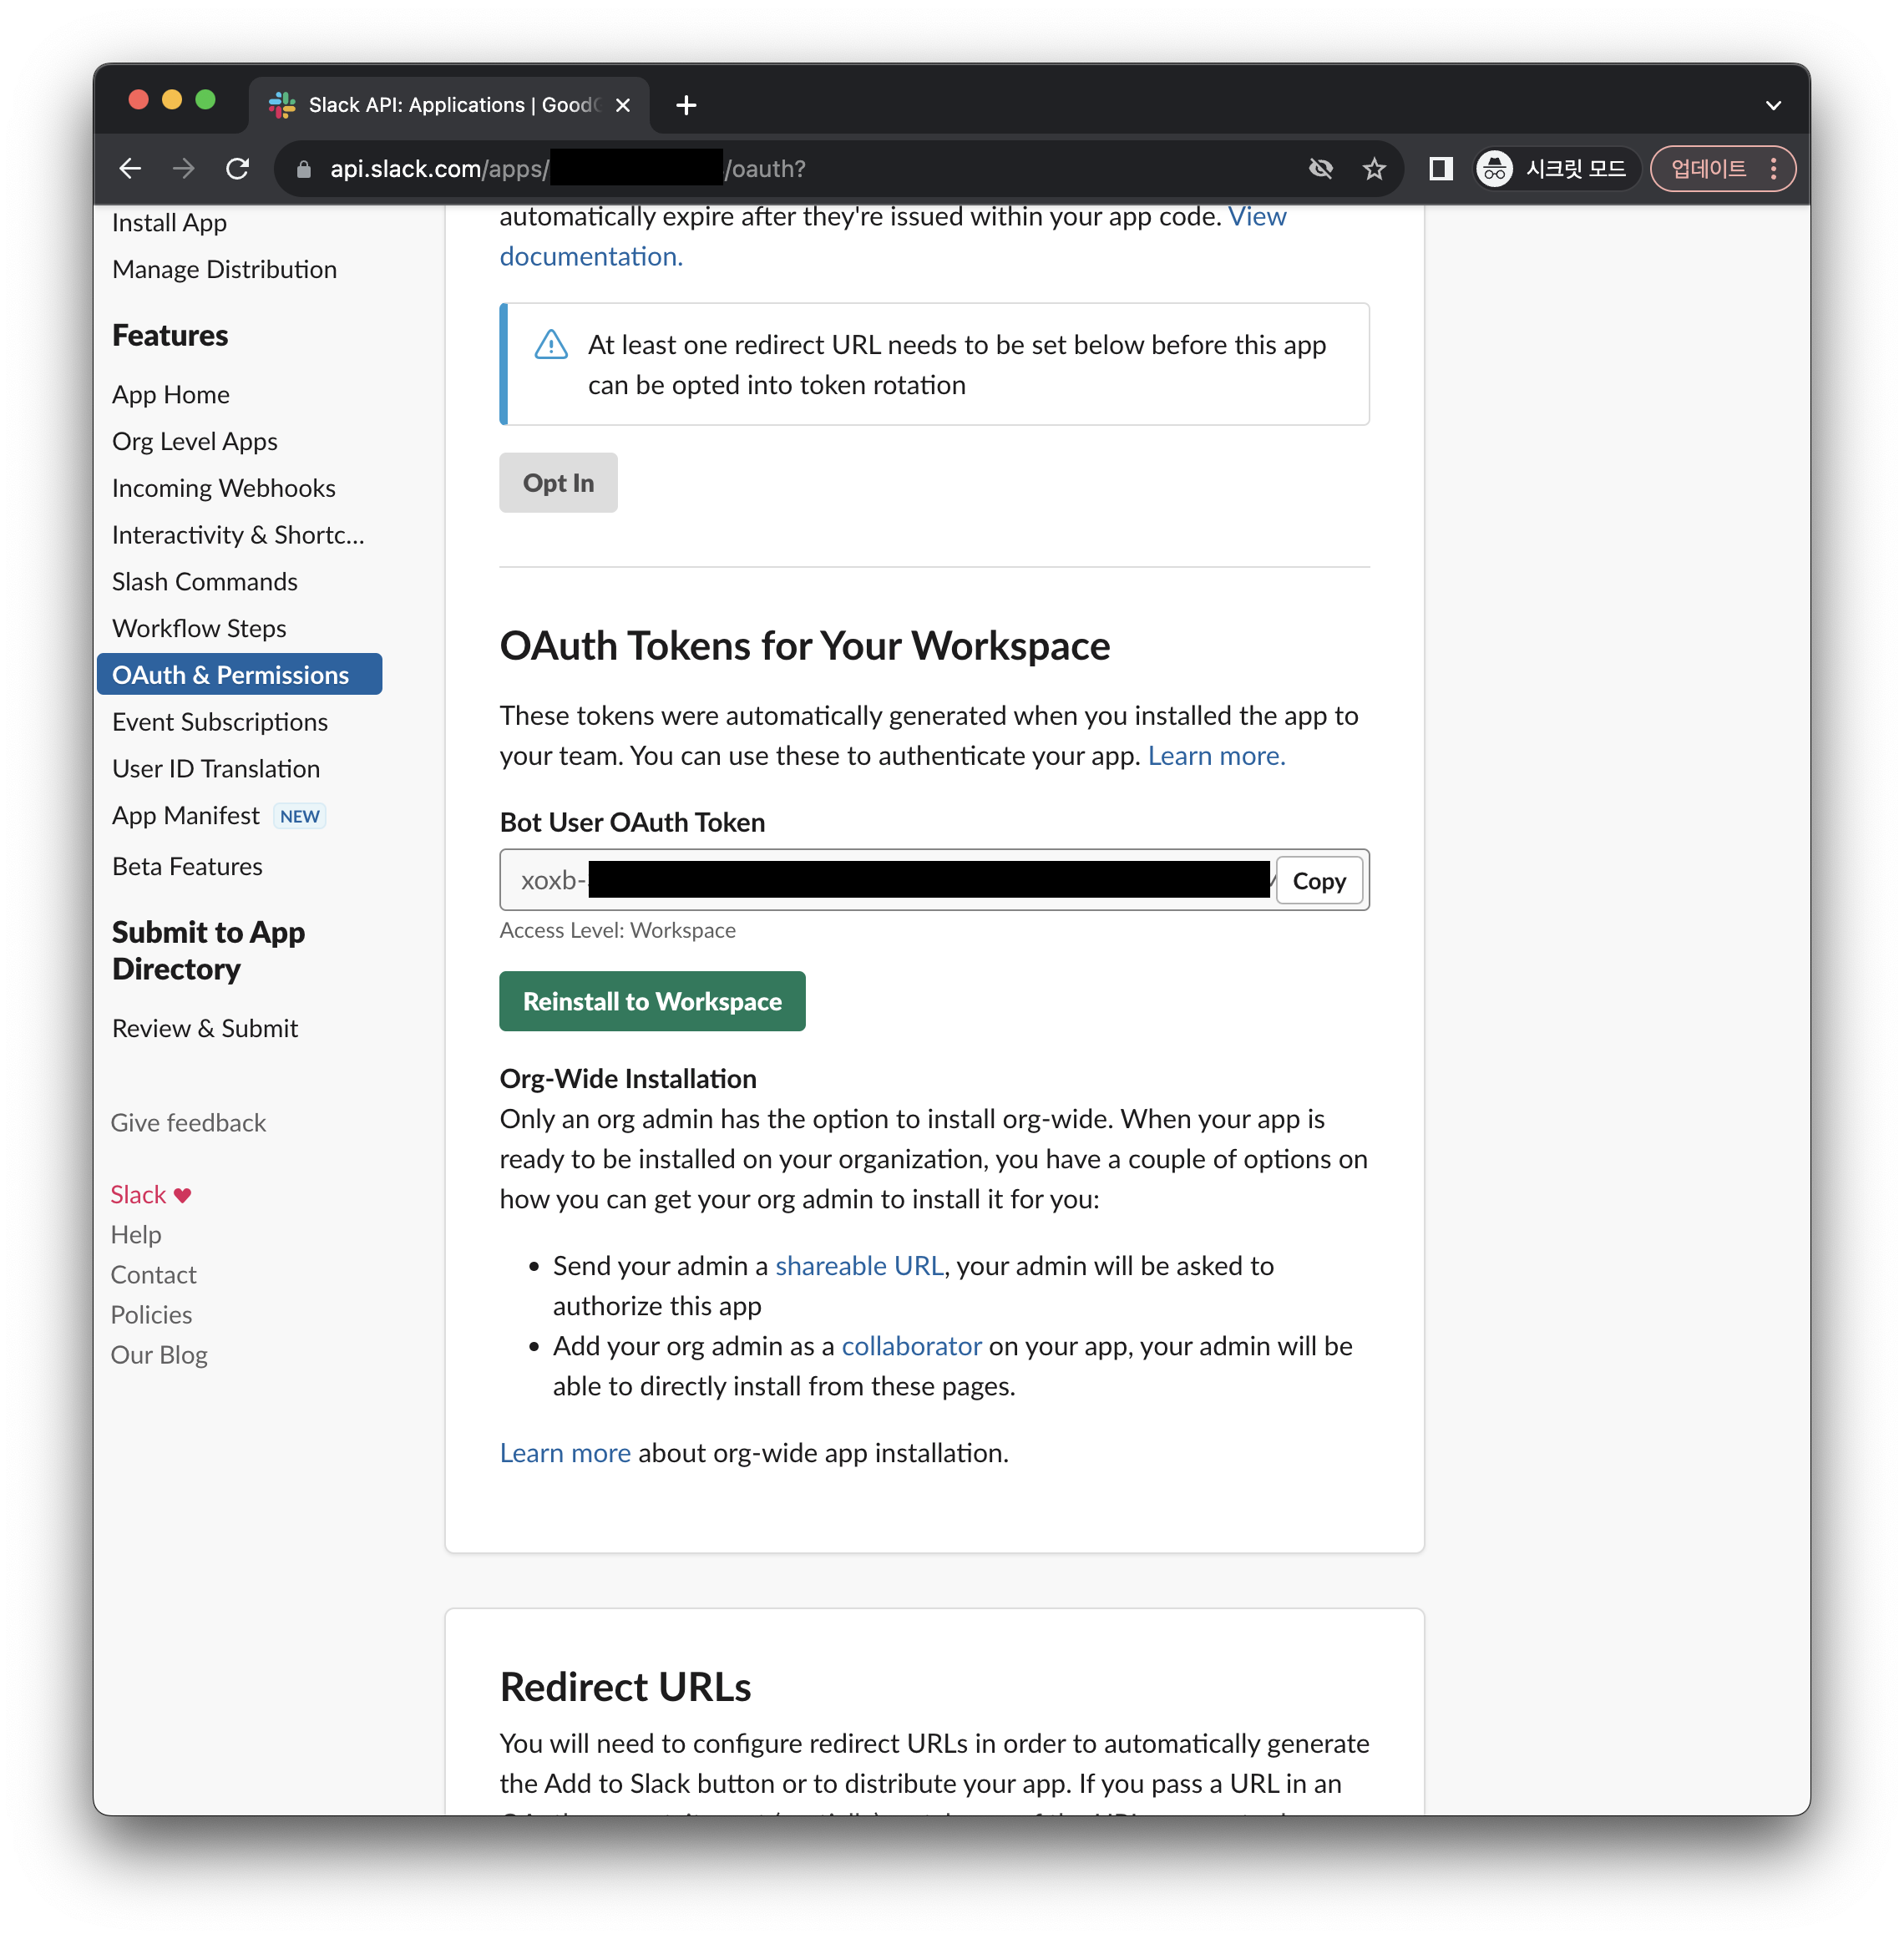 Slack API: Applications | Good
api.slack.com/apps/ /oauth?
시크릿 모드
업데이트
Install App
Manage Distribution
Features
App Home
Org Level Apps
Incoming Webhooks
Interactivity & Shortc...
Slash Commands
Workflow Steps
OAuth & Permissions
Event Subscriptions
User ID Translation
App Manifest NEW
Beta Features
Submit to App
Directory
Review & Submit
Give feedback
Slack ♥
Help
Contact
Policies
Our Blog
automatically expire after they're issued within your app code. View
documentation.
At least one redirect URL needs to be set below before this app
can be opted into token rotation
Opt In
OAuth Tokens for Your Workspace
These tokens were automatically generated when you installed the app to
your team. You can use these to authenticate your app. Learn more.
Bot User OAuth Token
xoxb-
Copy
Access Level: Workspace
Reinstall to Workspace
Org-Wide Installation
Only an org admin has the option to install org-wide. When your app is
ready to be installed on your organization, you have a couple of options on
how you can get your org admin to install it for you:
• Send your admin a shareable URL, your admin will be asked to
authorize this app
• Add your org admin as a collaborator on your app, your admin will be
able to directly install from these pages.
Learn more about org-wide app installation.
Redirect URLs
You will need to configure redirect URLs in order to automatically generate
the Add to Slack button or to distribute your app. If you pass a URL in an